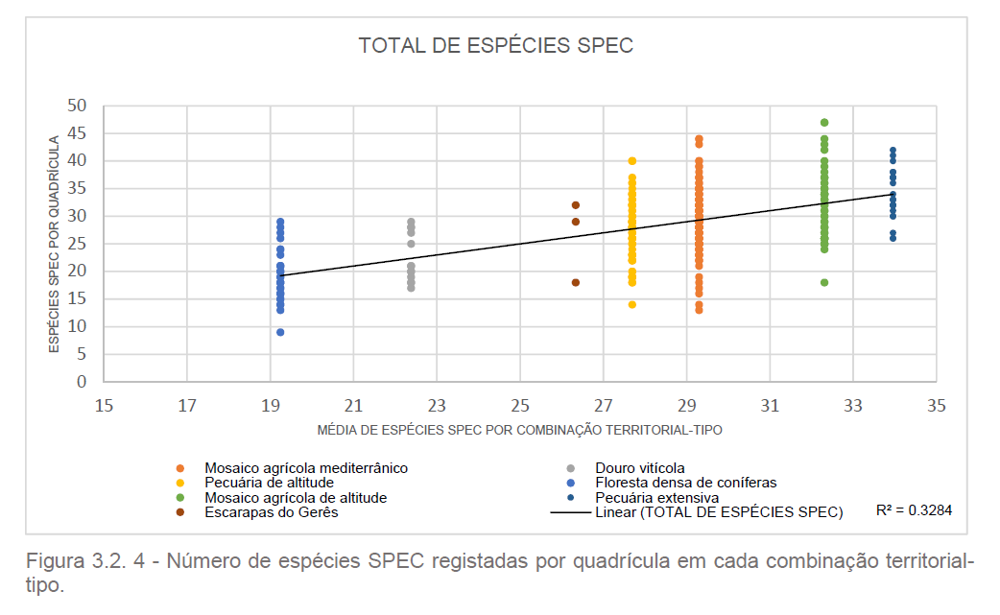 TOTAL DE ESPÉCIES SPEC
ESPÉCIES SPEC POR QUADRÍCULA
50
45
40
35
30
25
20
15
10
5
0
15 17 19 21 23 25 27 29 31 33 35
MÉDIA DE ESPÉCIES SPEC POR COMBINAÇÃO TERRITORIAL-TIPO
Mosaico agrícola mediterrânico
Douro vitícola
Pecuária de altitude
Floresta densa de coníferas
Mosaico agrícola de altitude
Pecuária extensiva
Escarapas do Gerês
Linear (TOTAL DE ESPÉCIES SPEC)
R² = 0.3284
Figura 3.2. 4 - Número de espécies SPEC registadas por quadrícula em cada combinação territorial-
tipo.